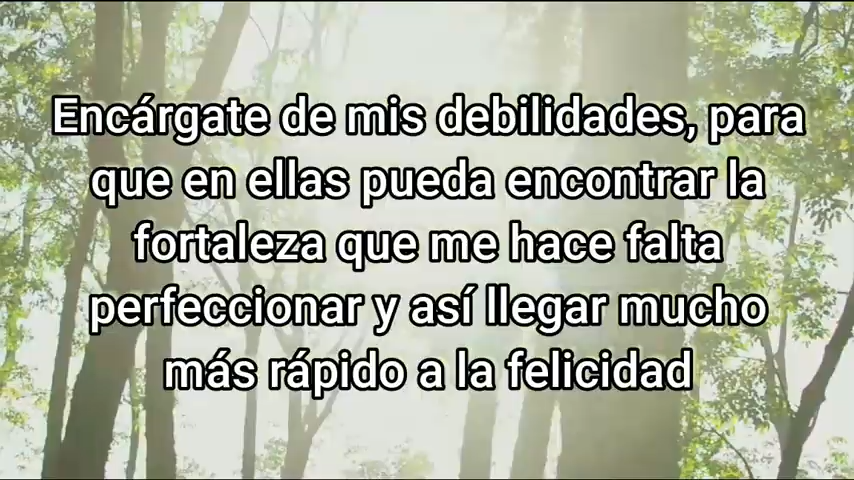 Encárgate de mis debilidades, para
que en ellas pueda encontrar la
fortaleza que me hace falta
perfeccionar y así llegar mucho
más rápido a la felicidad